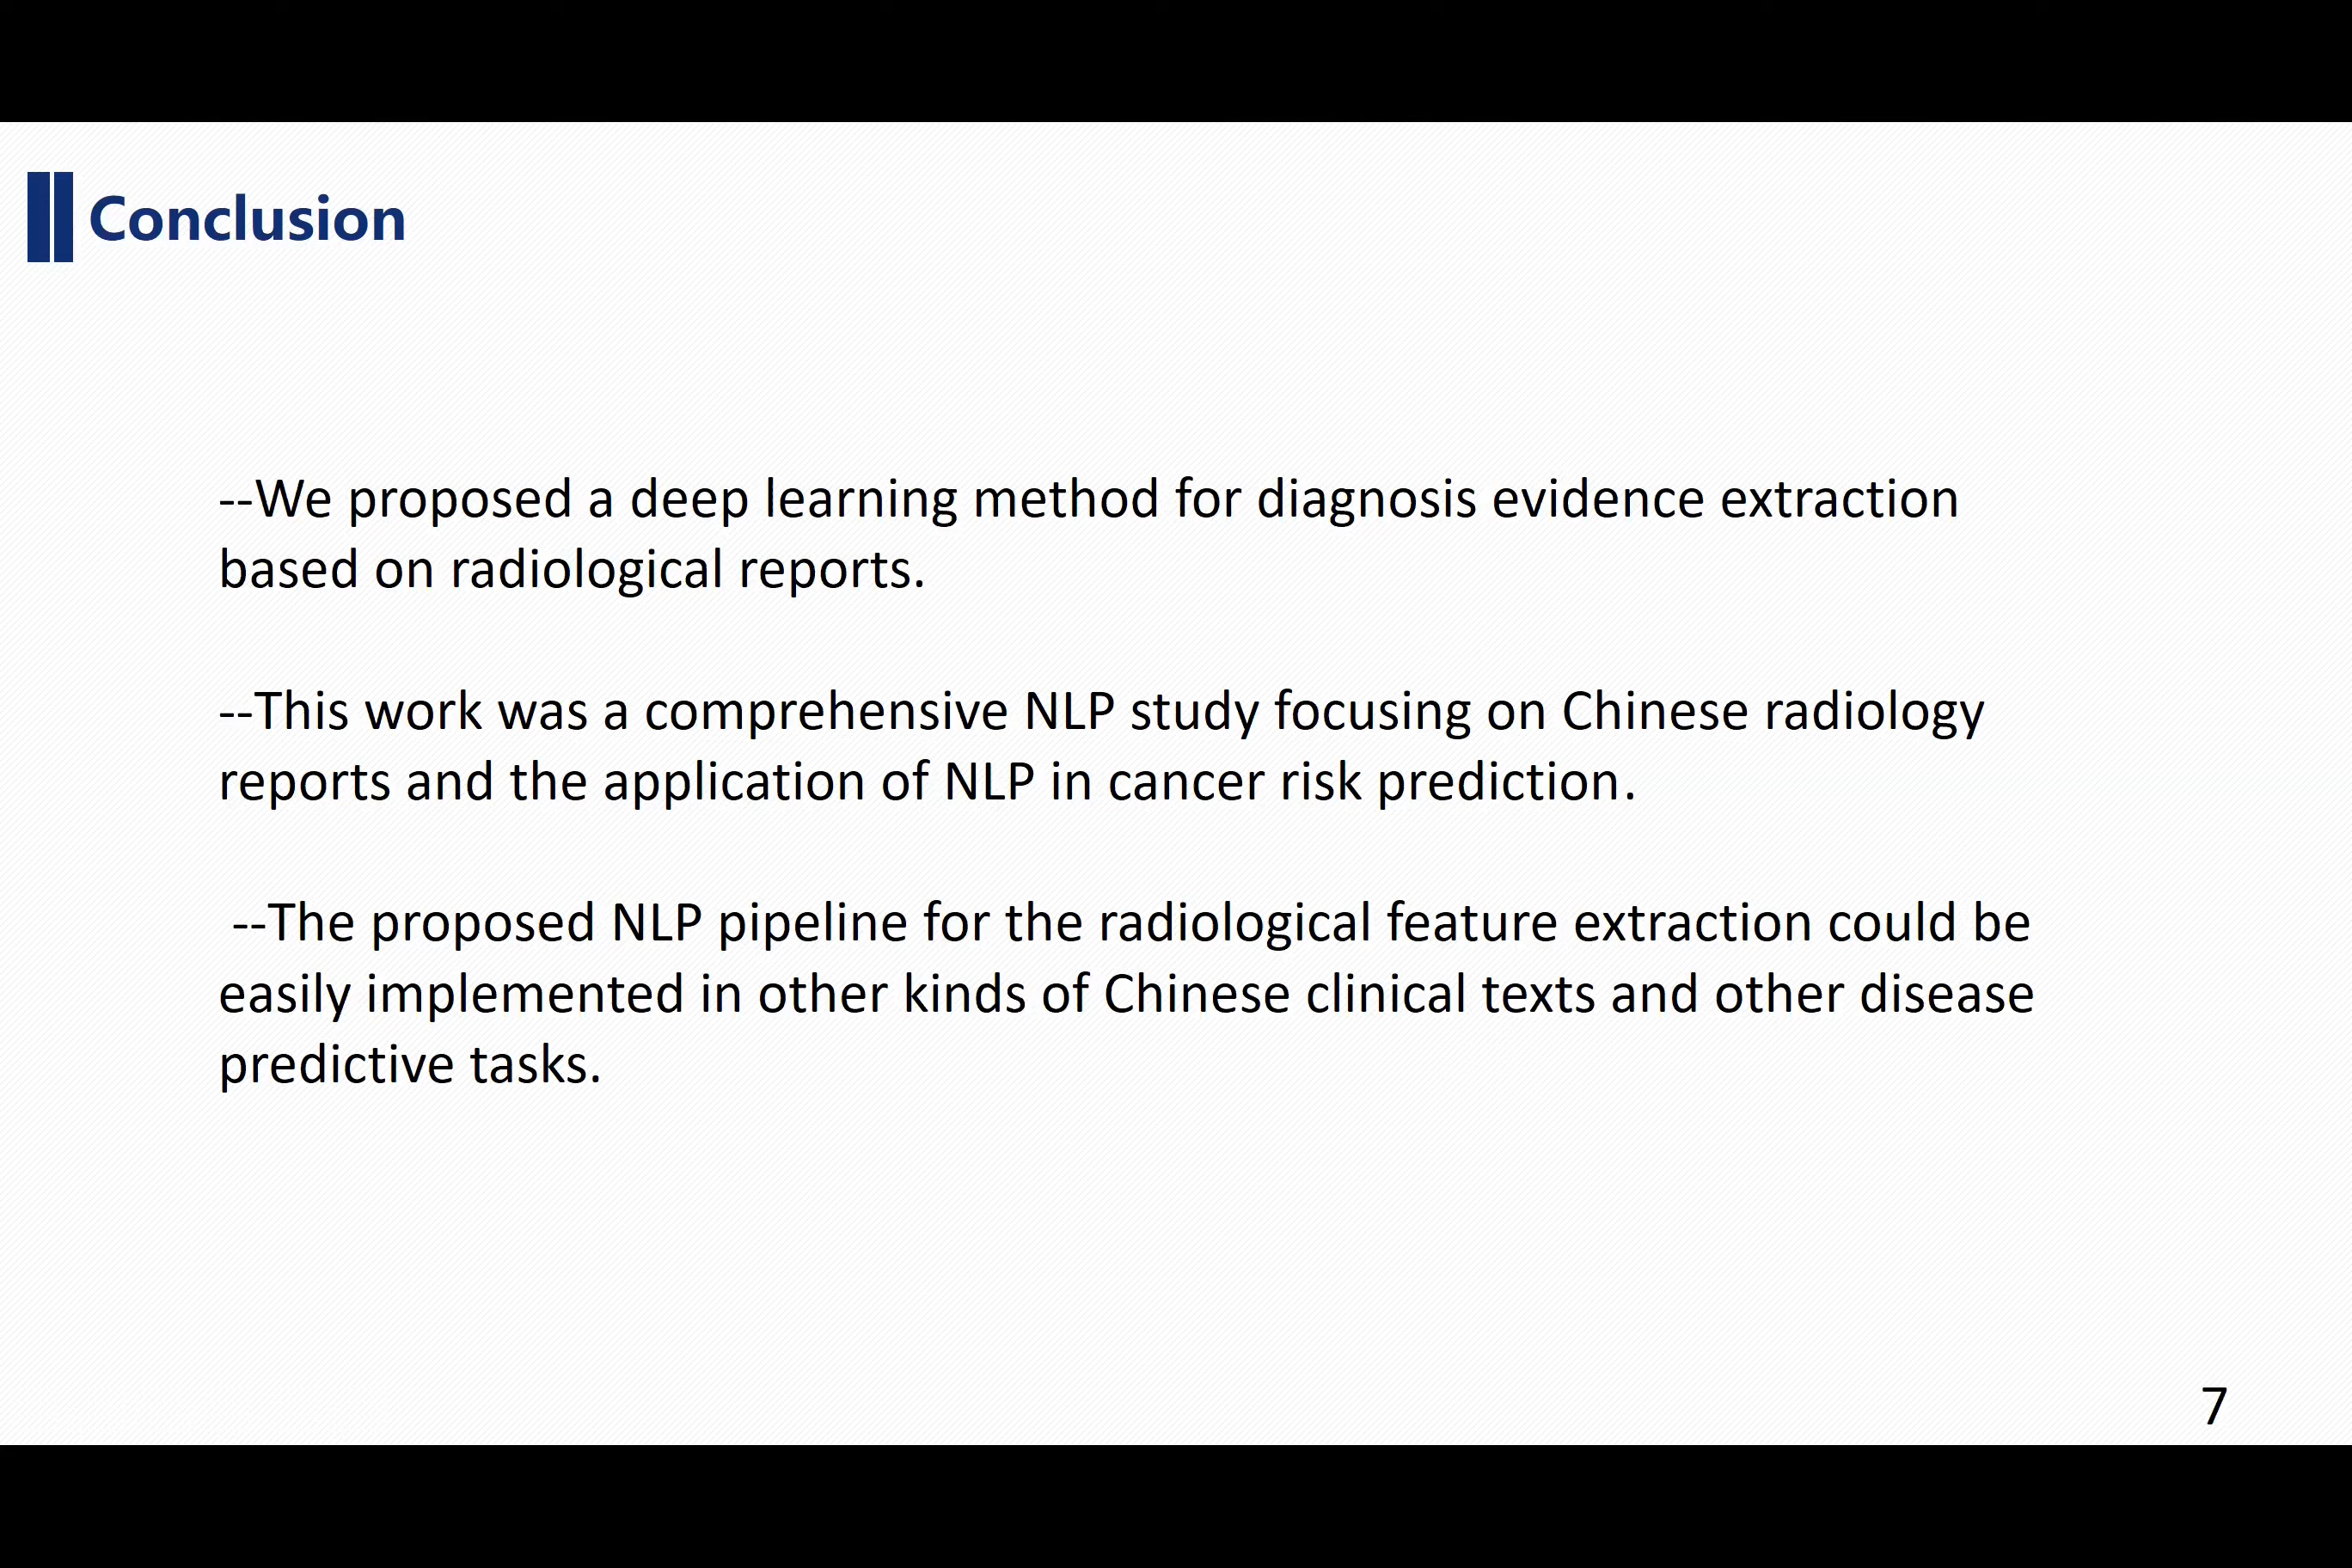 Conclusion
--We proposed a deep learning method for diagnosis evidence extraction
based on radiological reports.
--This work was a comprehensive NLP study focusing on Chinese radiology
reports and the application of NLP in cancer risk prediction.
--The proposed NLP pipeline for the radiological feature extraction could be
easily implemented in other kinds of Chinese clinical texts and other disease
predictive tasks.
7